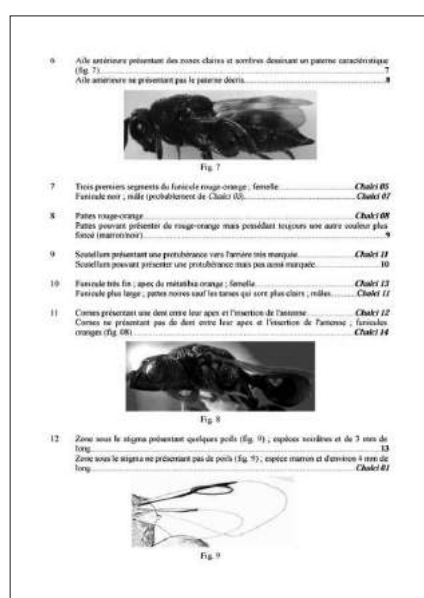 6 Aile antérieure présentant des zones claires et sombres dessinant un paterne caractéristique
(fig. 7)......7
Aile antérieure ne présentant pas le paterne décris......8
Fig. 7
7 Trois premiers segments du funicule rouge-orange ; femelle......Chalci 05
Funicule noir ; mâle (probablement de Chalci 05)......Chalci 07
8 Pattes rouge-orange......Chalci 08
Pattes pouvant présenter du rouge-orange mais possédant toujours une autre couleur plus
foncé (marron/noir)......9
9 Scutellum présentant une protubérance vers l'arrière très marquée......Chalci 11
Scutellum pouvant présenter une protubérance mais pas aussi marquée......10
10 Funicule très fin ; apex du métatibia orange ; femelle......Chalci 13
Funicule plus large ; pattes noires sauf les tarses qui sont plus claire ; mâles......Chalci 11
11 Cornes présentant une dent entre leur apex et l'insertion de l'antenne......Chalci 12
Cornes ne présentant pas de dent entre leur apex et l'insertion de l'antenne ; funicules
oranges (fig. 08)......Chalci 14
Fig. 8
12 Zone sous le stigma présentant quelques poils (fig. 9) ; espèces noirâtres et de 3 mm de
long......13
Zone sous le stigma ne présentant pas de poils (fig. 9) ; espèce marron et d'environ 4 mm de
long......Chalci 01
Fig. 9